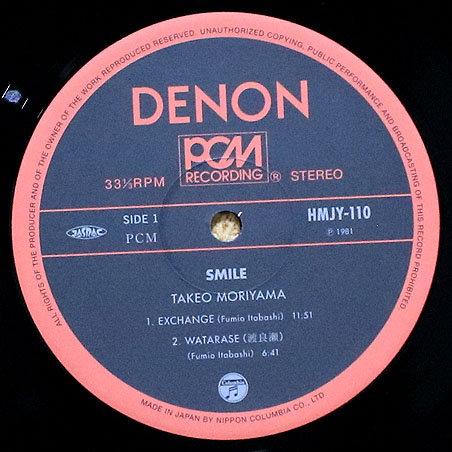 ALL RIGHTS OF THE PRODUCER AND OF THE OWNER OF THE WORK REPRODUCED RESERVED. UNAUTHORIZED COPYING, PUBLIC PERFORMANCE AND BROADCASTING OF THIS RECORD PROHIBITED.
DENON
PCM
RECORDING ®
33⅓RPM
STEREO
SIDE 1
HMJY-110
JASRAC
PCM
Ⓟ 1981
SMILE
TAKEO MORIYAMA
1. EXCHANGE (Fumio Itabashi) 11:51
2. WATARASE (渡良瀬)
(Fumio Itabashi) 6:41
Columbia
MADE IN JAPAN BY NIPPON COLUMBIA CO., LTD.